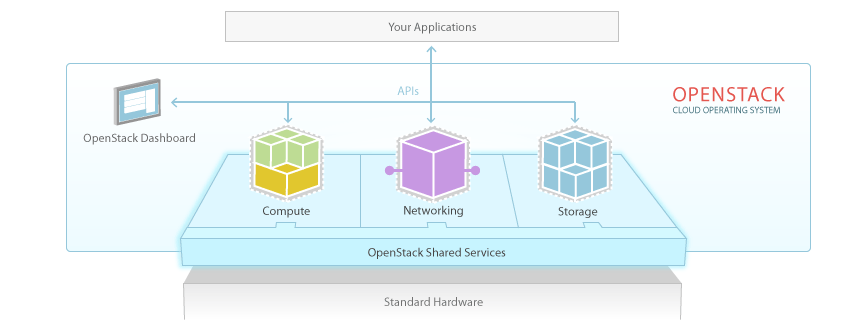 Your Applications
APIs
OPENSTACK
CLOUD OPERATING SYSTEM
OpenStack Dashboard
Compute
Networking
Storage
OpenStack Shared Services
Standard Hardware